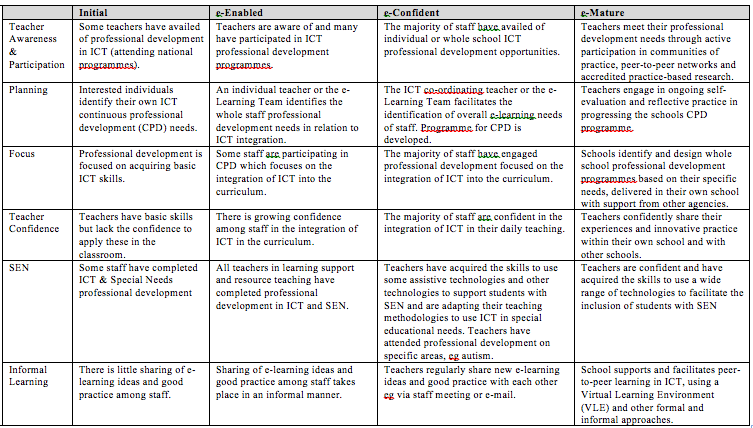 Initial e-Enabled e-Confident e-Mature
Teacher
Awareness
&
Participation
Some teachers have availed
of professional development
in ICT (attending national
programmes).
Teachers are aware of and many
have participated in ICT
professional development
programmes.
The majority of staff have availed of
individual or whole school ICT
professional development opportunities.
Teachers meet their professional
development needs through active
participation in communities of
practice, peer-to-peer networks and
accredited practice-based research.
Planning
Interested individuals
identify their own ICT
continuous professional
development (CPD) needs.
An individual teacher or the e-
Learning Team identifies the
whole staff professional
development needs in relation to
ICT integration.
The ICT co-ordinating teacher or the e-
Learning Team facilitates the
identification of overall e-learning needs
of staff. Programme for CPD is
developed.
Teachers engage in ongoing self-
evaluation and reflective practice in
progressing the schools CPD
programme.
Focus
Professional development is
focused on acquiring basic
ICT skills.
Some staff are participating in
CPD which focuses on the
integration of ICT into the
curriculum.
The majority of staff have engaged
professional development focused on the
integration of ICT into the curriculum.
Schools identify and design whole
school professional development
programmes based on their specific
needs, delivered in their own school
with support from other agencies.
Teacher
Confidence
Teachers have basic skills
but lack the confidence to
apply these in the
classroom.
There is growing confidence
among staff in the integration of
ICT in the curriculum.
The majority of staff are confident in the
integration of ICT in their daily teaching.
Teachers confidently share their
experiences and innovative practice
within their own school and with
other schools.
SEN
Some staff have completed
ICT & Special Needs
professional development
All teachers in learning support
and resource teaching have
completed professional
development in ICT and SEN.
Teachers have acquired the skills to use
some assistive technologies and other
technologies to support students with
SEN and are adapting their teaching
methodologies to use ICT in special
educational needs. Teachers have
attended professional development on
specific areas, eg autism.
Teachers are confident and have
acquired the skills to use a wide
range of technologies to facilitate the
inclusion of students with SEN
Informal
Learning
There is little sharing of e-
learning ideas and good
practice among staff.
Sharing of e-learning ideas and
good practice among staff takes
place in an informal manner.
Teachers regularly share new e-learning
ideas and good practice with each other
eg via staff meeting or e-mail.
School supports and facilitates peer-
to-peer learning in ICT, using a
Virtual Learning Environment
(VLE) and other formal and
informal approaches.